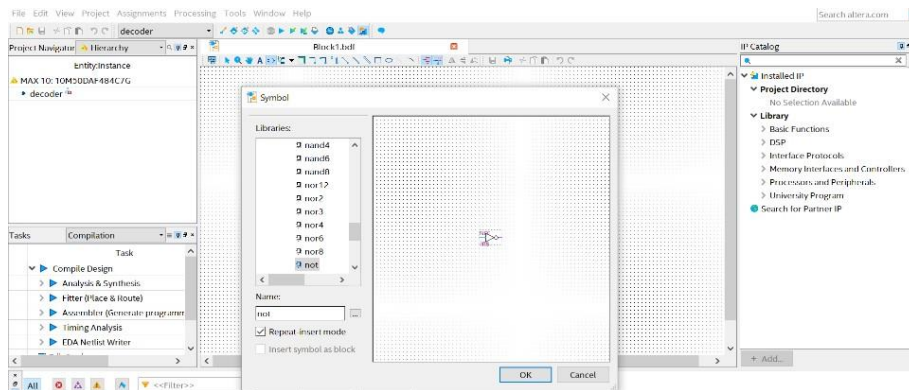 File Edit View Project Assignments Processing Tools Window Help
Search altera.com
decoder
Project Navigator Hierarchy
Block1.bdf
IP Catalog
Entity:Instance
MAX 10: 10M50DAF484C7G
decoder
Installed IP
Project Directory
No Selection Available
Library
Basic Functions
DSP
Interface Protocols
Memory Interfaces and Controllers
Processors and Peripherals
University Program
Search for Partner IP
+ Add...
Symbol
Libraries:
nand4
nand6
nand8
nor12
nor2
nor3
nor4
nor6
nor8
not
Name:
not
Repeat-insert mode
Insert symbol as block
OK Cancel
Tasks Compilation
Task
Compile Design
Analysis & Synthesis
Fitter (Place & Route)
Assembler (Generate programm
Timing Analysis
EDA Netlist Writer
All <<Filter>>